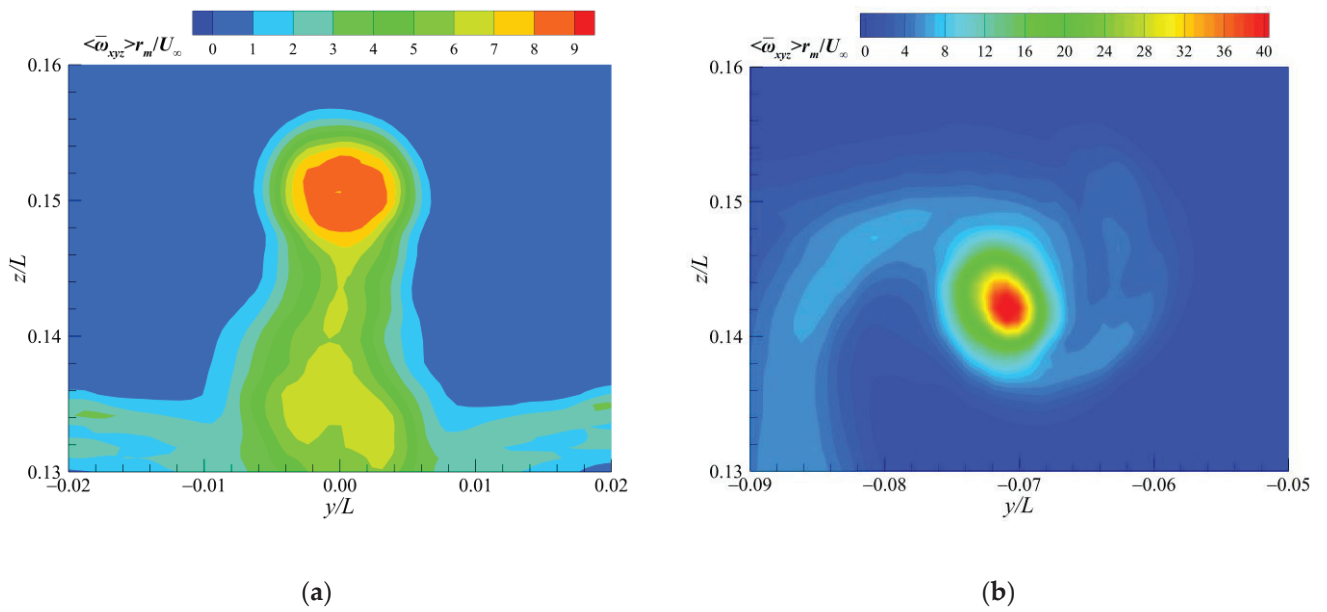 <ω̄xyz>rm/U∞
0 1 2 3 4 5 6 7 8 9
0.16
0.15
0.14
0.13
z/L
−0.02 −0.01 0.00 0.01 0.02
y/L
(a)
<ω̄xyz>rm/U∞
0 4 8 12 16 20 24 28 32 36 40
0.16
0.15
0.14
0.13
z/L
−0.09 −0.08 −0.07 −0.06 −0.05
y/L
(b)